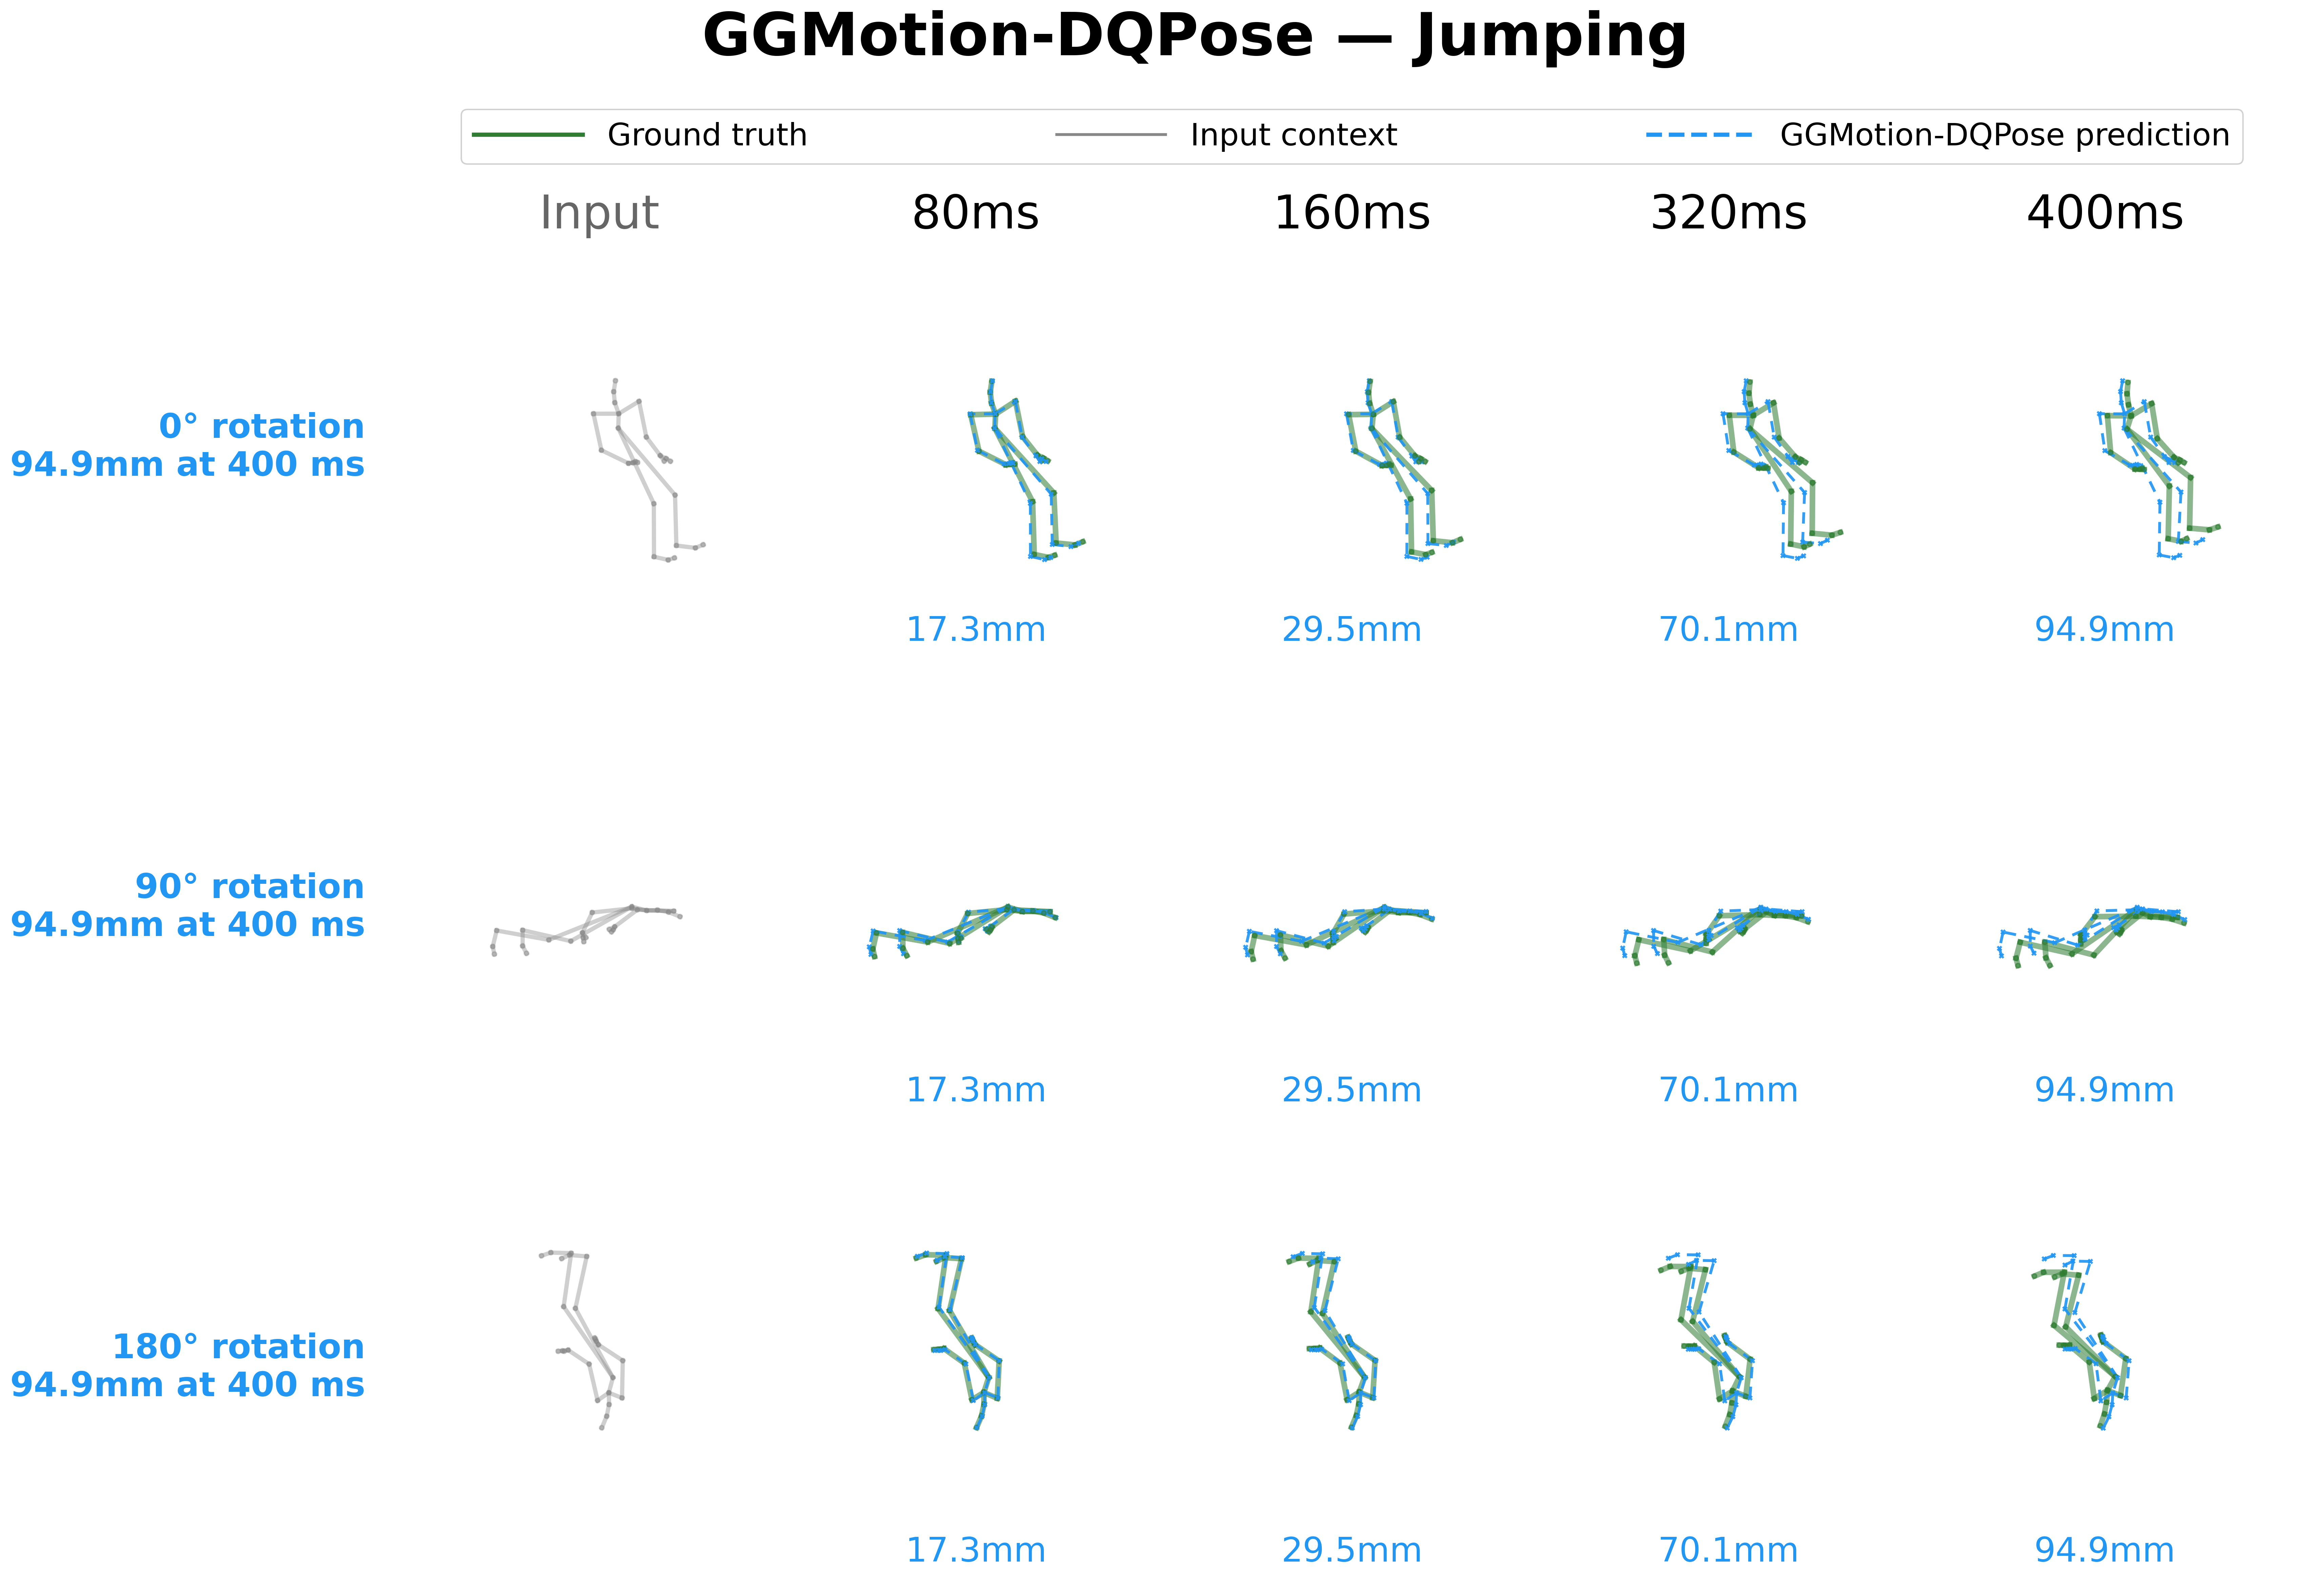 GGMotion-DQPose — Jumping
Ground truth
Input context
GGMotion-DQPose prediction
Input
80ms
160ms
320ms
400ms
0° rotation
94.9mm at 400 ms
17.3mm
29.5mm
70.1mm
94.9mm
90° rotation
94.9mm at 400 ms
17.3mm
29.5mm
70.1mm
94.9mm
180° rotation
94.9mm at 400 ms
17.3mm
29.5mm
70.1mm
94.9mm